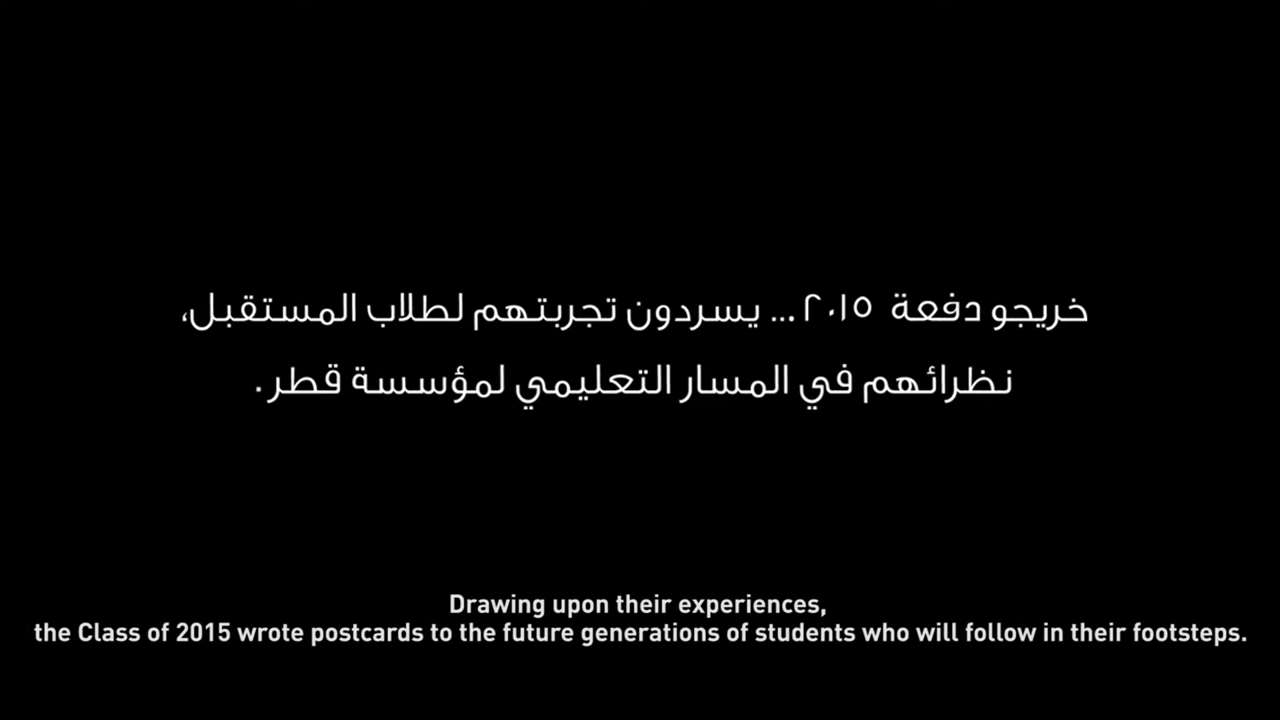 خريجو دفعة ٢٠١٥ ... يسردون تجربتهم لطلاب المستقبل،
نظرائهم في المسار التعليمي لمؤسسة قطر.
Drawing upon their experiences,
the Class of 2015 wrote postcards to the future generations of students who will follow in their footsteps.